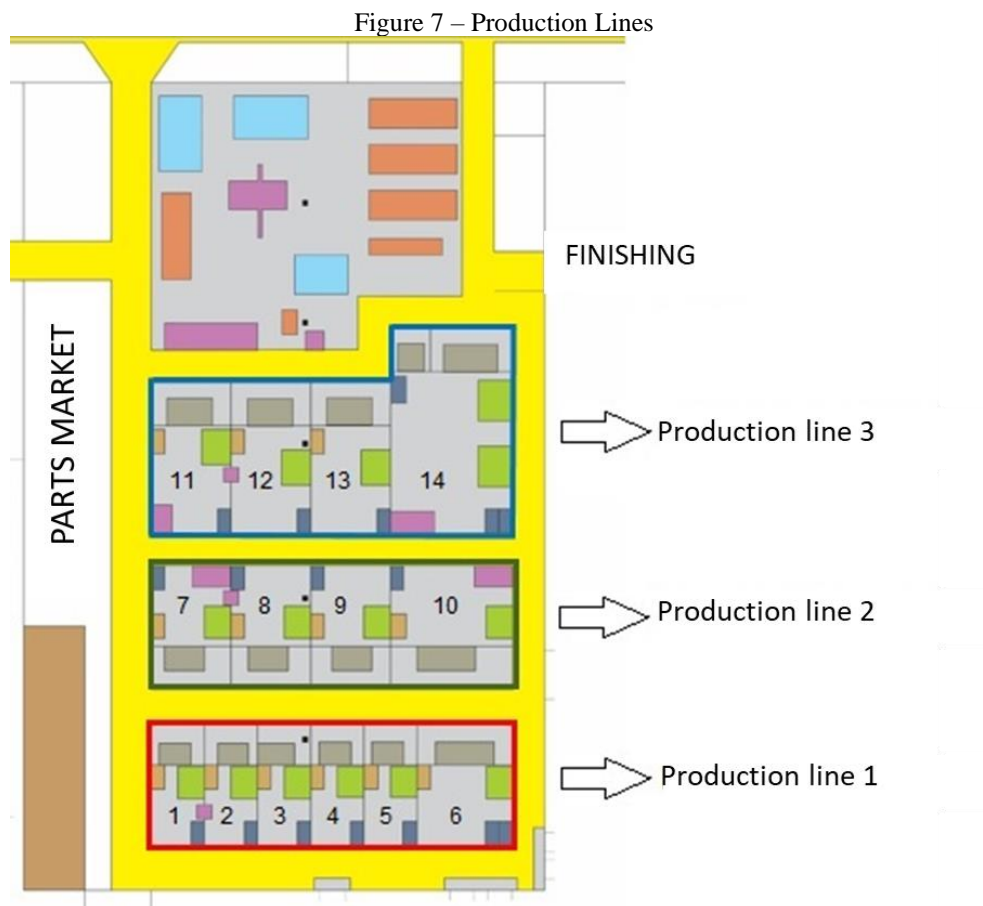 Figure 7 – Production Lines
FINISHING
PARTS MARKET
11 12 13 14
Production line 3
7 8 9 10
Production line 2
1 2 3 4 5 6
Production line 1